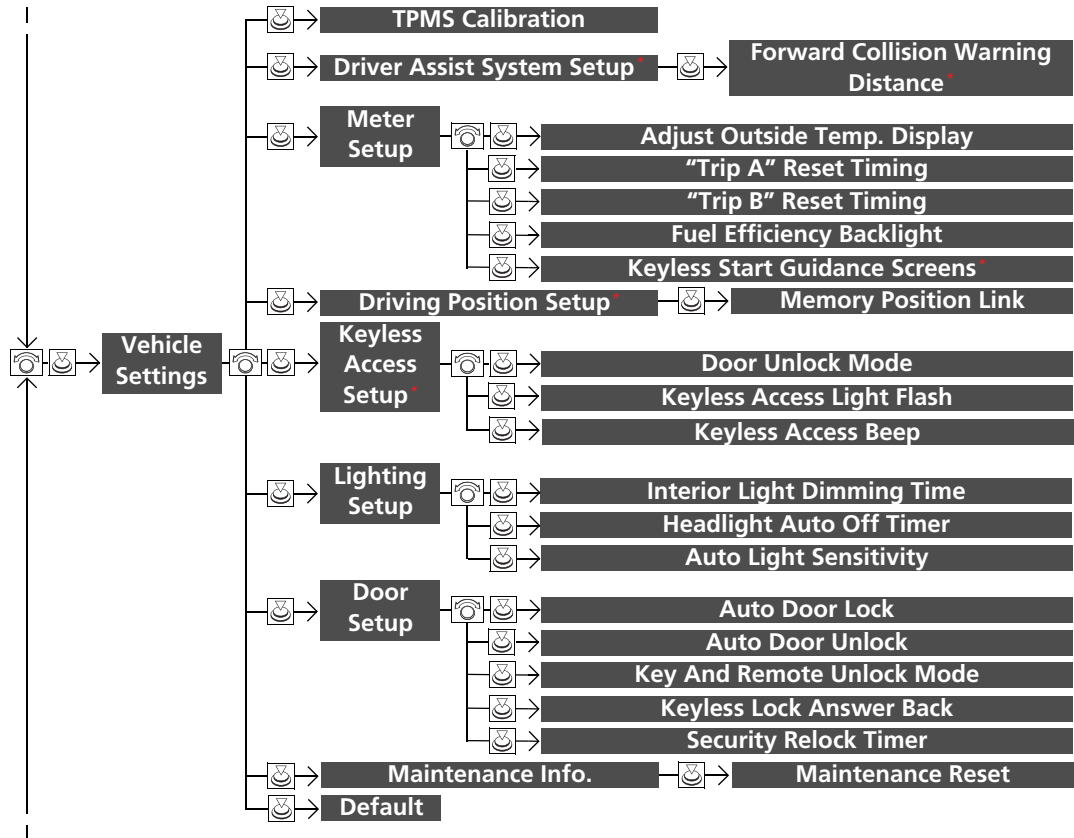 TPMS Calibration
Driver Assist System Setup*
Forward Collision Warning
Distance*
Meter
Setup
Adjust Outside Temp. Display
“Trip A” Reset Timing
“Trip B” Reset Timing
Fuel Efficiency Backlight
Keyless Start Guidance Screens*
Driving Position Setup*
Memory Position Link
Vehicle
Settings
Keyless
Access
Setup*
Door Unlock Mode
Keyless Access Light Flash
Keyless Access Beep
Lighting
Setup
Interior Light Dimming Time
Headlight Auto Off Timer
Auto Light Sensitivity
Door
Setup
Auto Door Lock
Auto Door Unlock
Key And Remote Unlock Mode
Keyless Lock Answer Back
Security Relock Timer
Maintenance Info.
Maintenance Reset
Default